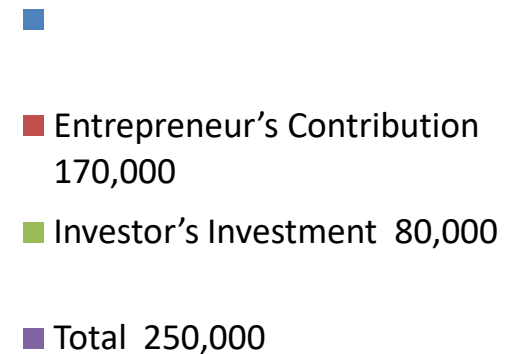 Entrepreneur’s Contribution
170,000
Investor’s Investment  80,000
Total  250,000